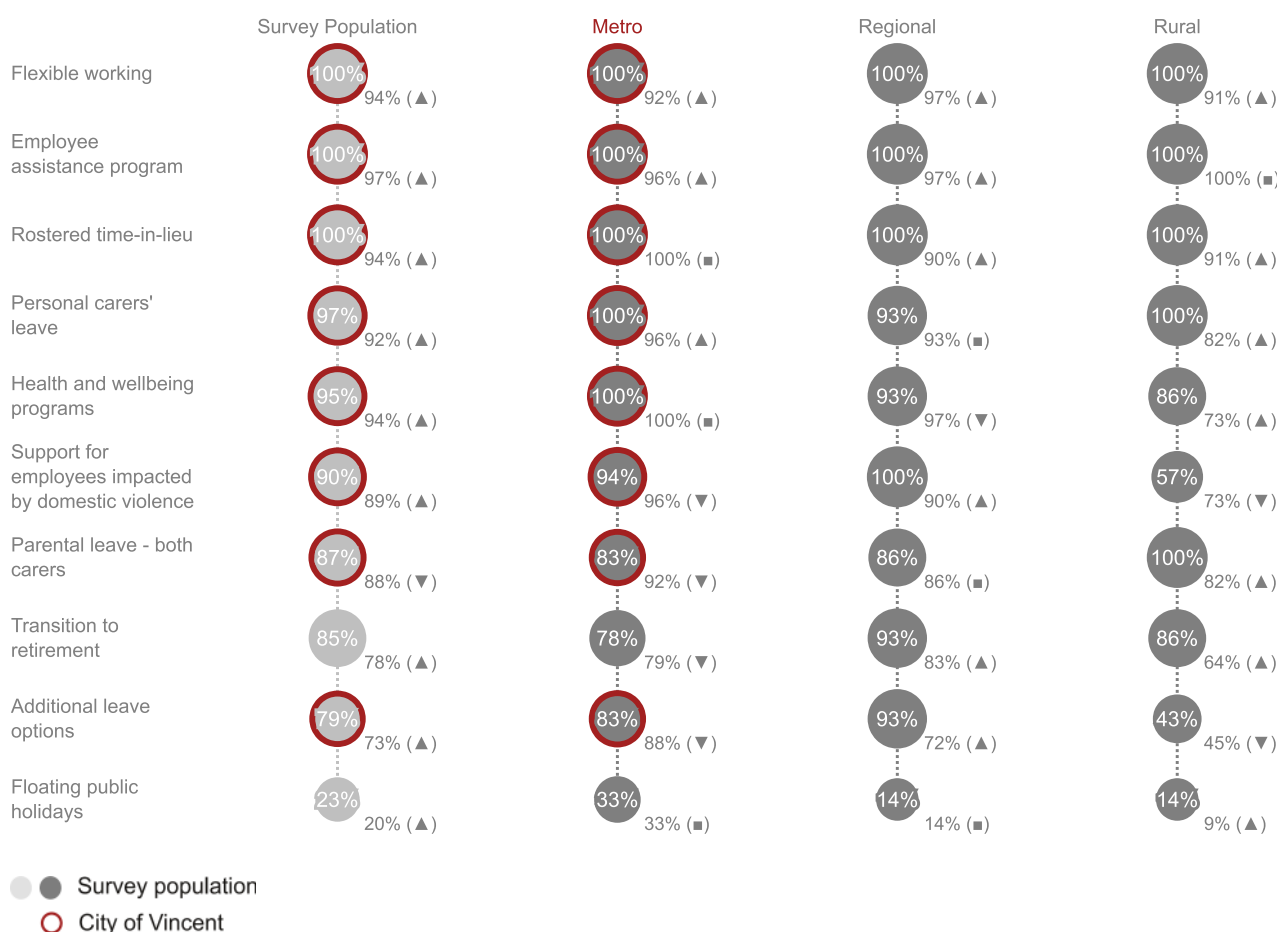 Survey Population Metro Regional Rural
Flexible working 100% 100% 100% 100%
94% (▲) 92% (▲) 97% (▲) 91% (▲)
Employee
assistance program 100% 100% 100% 100%
97% (▲) 96% (▲) 97% (▲) 100% (■)
Rostered time-in-lieu 100% 100% 100% 100%
94% (▲) 100% (■) 90% (▲) 91% (▲)
Personal carers'
leave 97% 100% 93% 100%
92% (▲) 96% (▲) 93% (■) 82% (▲)
Health and wellbeing
programs 95% 100% 93% 86%
94% (▲) 100% (■) 97% (▼) 73% (▲)
Support for
employees impacted 90% 94% 100% 57%
by domestic violence 89% (▲) 96% (▼) 90% (▲) 73% (▼)
Parental leave - both
carers 87% 83% 86% 100%
88% (▼) 92% (▼) 86% (■) 82% (▲)
Transition to
retirement 85% 78% 93% 86%
78% (▲) 79% (▼) 83% (▲) 64% (▲)
Additional leave
options 79% 83% 93% 43%
73% (▲) 88% (▼) 72% (▲) 45% (▼)
Floating public
holidays 23% 33% 14% 14%
20% (▲) 33% (■) 14% (■) 9% (▲)
Survey population
City of Vincent